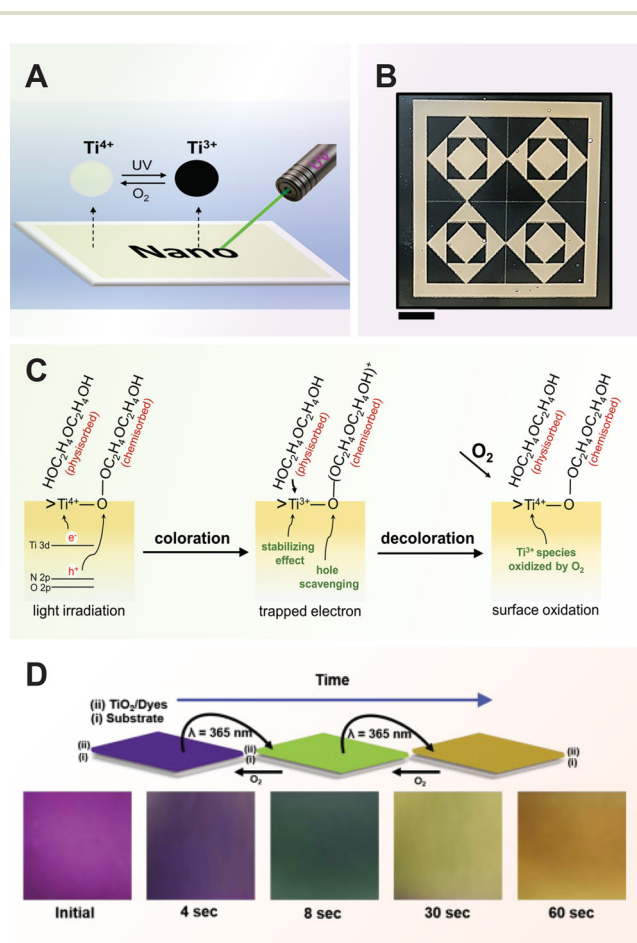 A
Ti⁴⁺
Ti³⁺
UV
O₂
UV
Nano
B
C
HOC₂H₄OC₂H₄OH
(physisorbed)
OC₂H₄OC₂H₄OH
(chemisorbed)
>Ti⁴⁺—O
e⁻
Ti 3d
h⁺
N 2p
O 2p
light irradiation
coloration
HOC₂H₄OC₂H₄OH
(physisorbed)
(OC₂H₄OC₂H₄OH)⁺
(chemisorbed)
>Ti³⁺—O
stabilizing
effect
hole
scavenging
trapped electron
decoloration
O₂
HOC₂H₄OC₂H₄OH
(physisorbed)
OC₂H₄OC₂H₄OH
(chemisorbed)
>Ti⁴⁺—O
Ti³⁺ species
oxidized by O₂
surface oxidation
D
Time
(ii) TiO₂/Dyes
(i) Substrate
λ = 365 nm
λ = 365 nm
(ii)
(i)
(ii)
(i)
(ii)
(i)
O₂
O₂
Initial
4 sec
8 sec
30 sec
60 sec